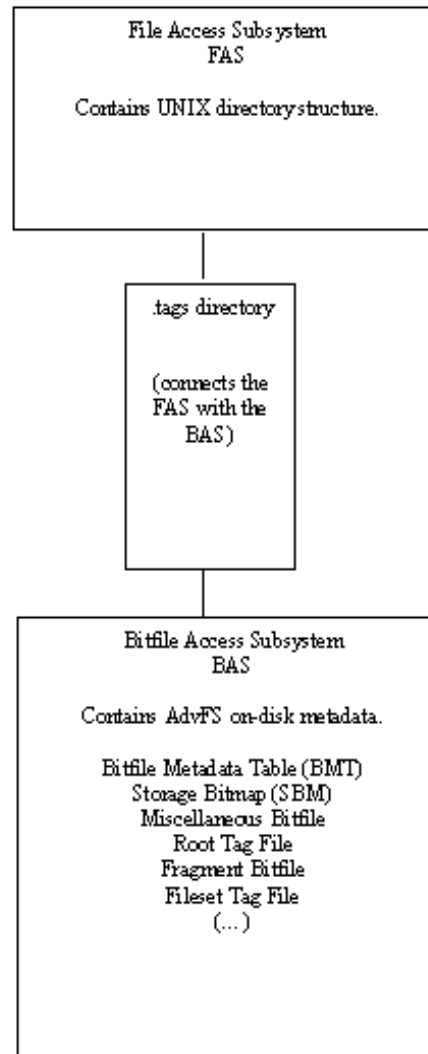 File Access Subsystem
FAS
Contains UNIX directory structure.
.tags directory
(connects the
FAS with the
BAS)
Bitfile Access Subsystem
BAS
Contains AdvFS on-disk metadata.
Bitfile Metadata Table (BMT)
Storage Bitmap (SBM)
Miscellaneous Bitfile
Root Tag File
Fragment Bitfile
Fileset Tag File
(...)